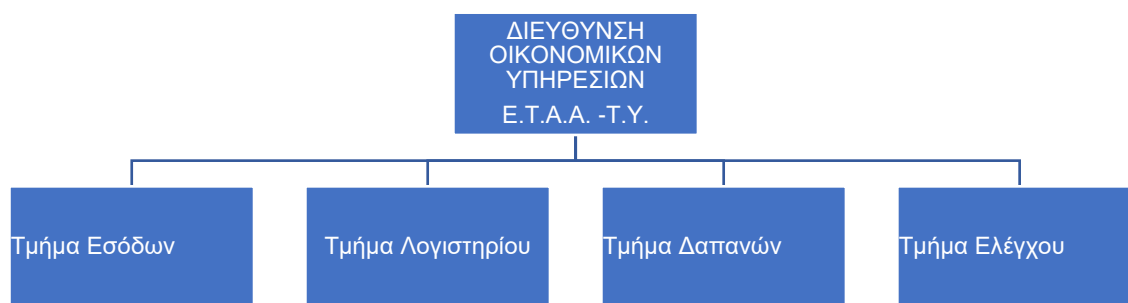 ΔΙΕΥΘΥΝΣΗ
ΟΙΚΟΝΟΜΙΚΩΝ
ΥΠΗΡΕΣΙΩΝ
Ε.Τ.Α.Α. -Τ.Υ.
Τμήμα Εσόδων
Τμήμα Λογιστηρίου
Τμήμα Δαπανών
Τμήμα Ελέγχου